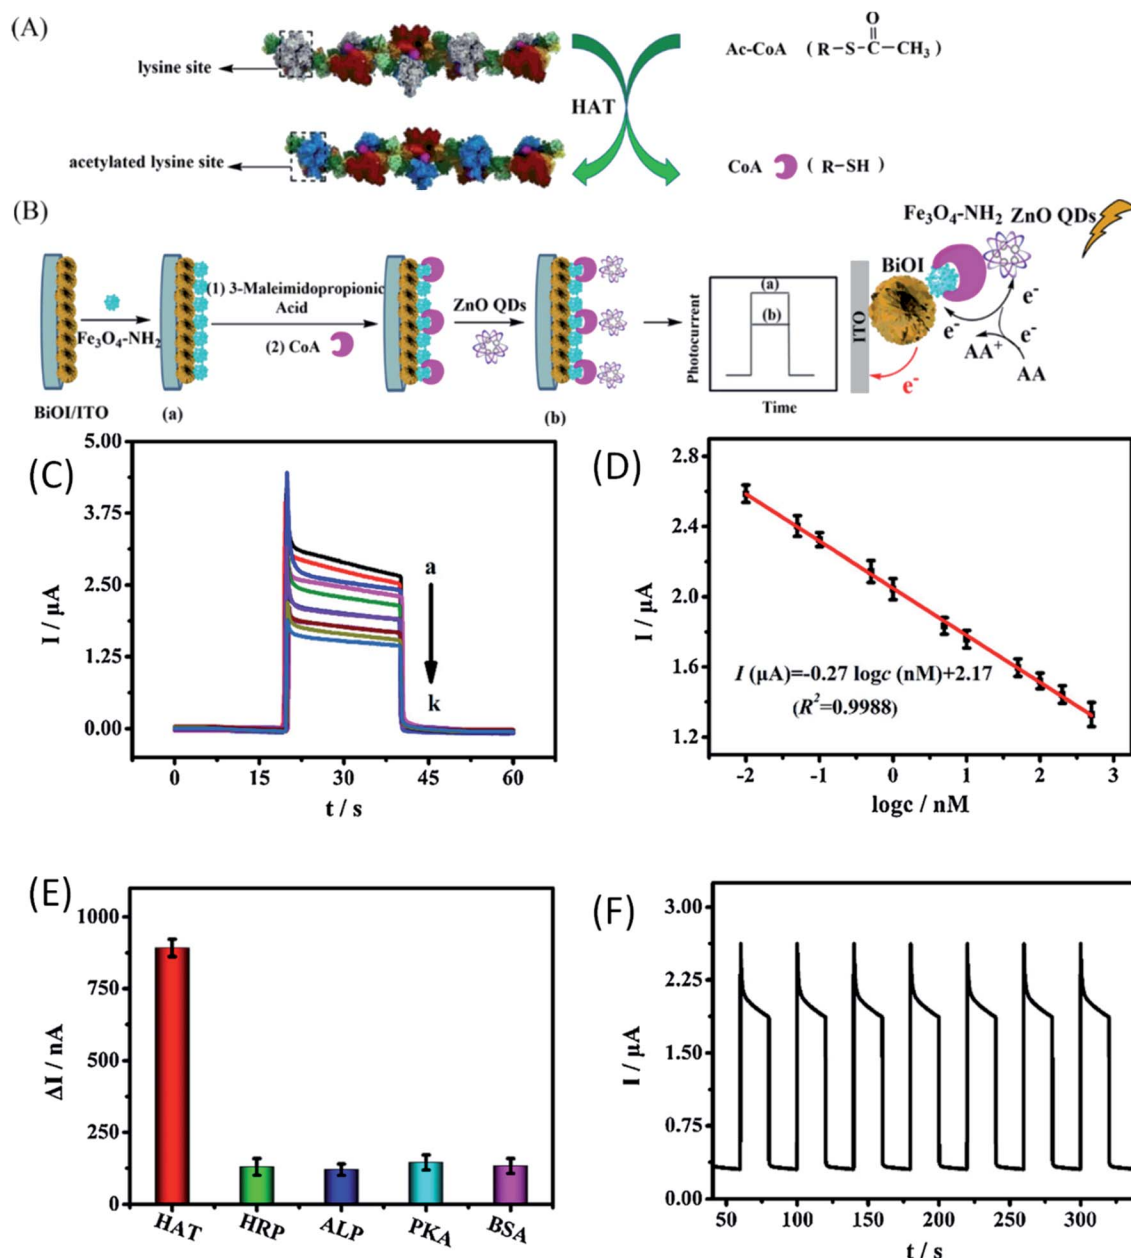 (A)
lysine site
acetylated lysine site
HAT
Ac-CoA ( R–S–C–CH3 )
O
CoA ( R–SH )
(B)
BiOI/ITO
Fe3O4-NH2
(a)
(1) 3-Maleimidopropionic
Acid
(2) CoA
ZnO QDs
(b)
Photocurrent
(a)
(b)
Time
ITO
BiOI
Fe3O4-NH2 ZnO QDs
e-
e-
e-
e-
AA+
AA
(C)
5.00
3.75
2.50
1.25
0.00
I / μA
a
k
0 15 30 45 60
t / s
(D)
2.8
2.4
2.0
1.6
1.2
I / μA
I (μA)=-0.27 logc (nM)+2.17
(R2=0.9988)
-2 -1 0 1 2 3
logc / nM
(E)
1000
750
500
250
0
ΔI / nA
HAT HRP ALP PKA BSA
(F)
3.00
2.25
1.50
0.75
0.00
I / μA
50 100 150 200 250 300
t / s